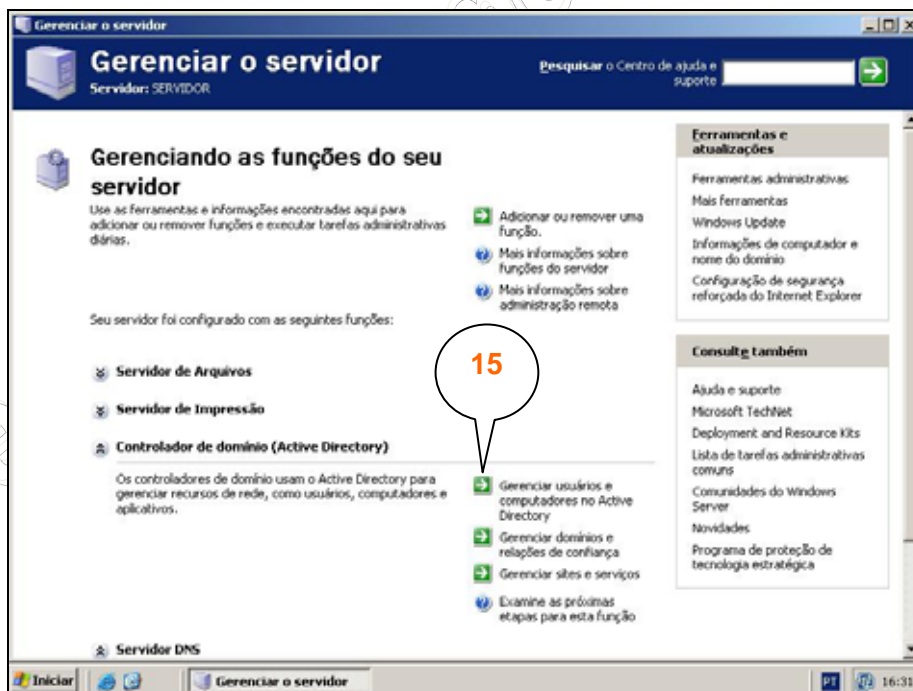 Gerenciar o servidor
Gerenciar o servidor
Servidor: SERVIDOR
Pesquisar o Centro de ajuda e
suporte
Gerenciando as funções do seu
servidor
Use as ferramentas e informações encontradas aqui para
adicionar ou remover funções e executar tarefas administrativas
diárias.
Adicionar ou remover uma
função.
Mais informações sobre
funções do servidor
Mais informações sobre
administração remota
Seu servidor foi configurado com as seguintes funções:
Servidor de Arquivos
Servidor de Impressão
Controlador de domínio (Active Directory)
Os controladores de domínio usam o Active Directory para
gerenciar recursos de rede, como usuários, computadores e
aplicativos.
15
Gerenciar usuários e
computadores no Active
Directory
Gerenciar domínios e
relações de confiança
Gerenciar sites e serviços
Examine as próximas
etapas para esta função
Servidor DNS
Ferramentas e
atualizações
Ferramentas administrativas
Mais ferramentas
Windows Update
Informações de computador e
nome do domínio
Configuração de segurança
reforçada do Internet Explorer
Consulte também
Ajuda e suporte
Microsoft TechNet
Deployment and Resource Kits
Lista de tarefas administrativas
comuns
Comunidades do Windows
Server
Novidades
Programa de proteção de
tecnologia estratégica
Iniciar
Gerenciar o servidor
PT
16:31